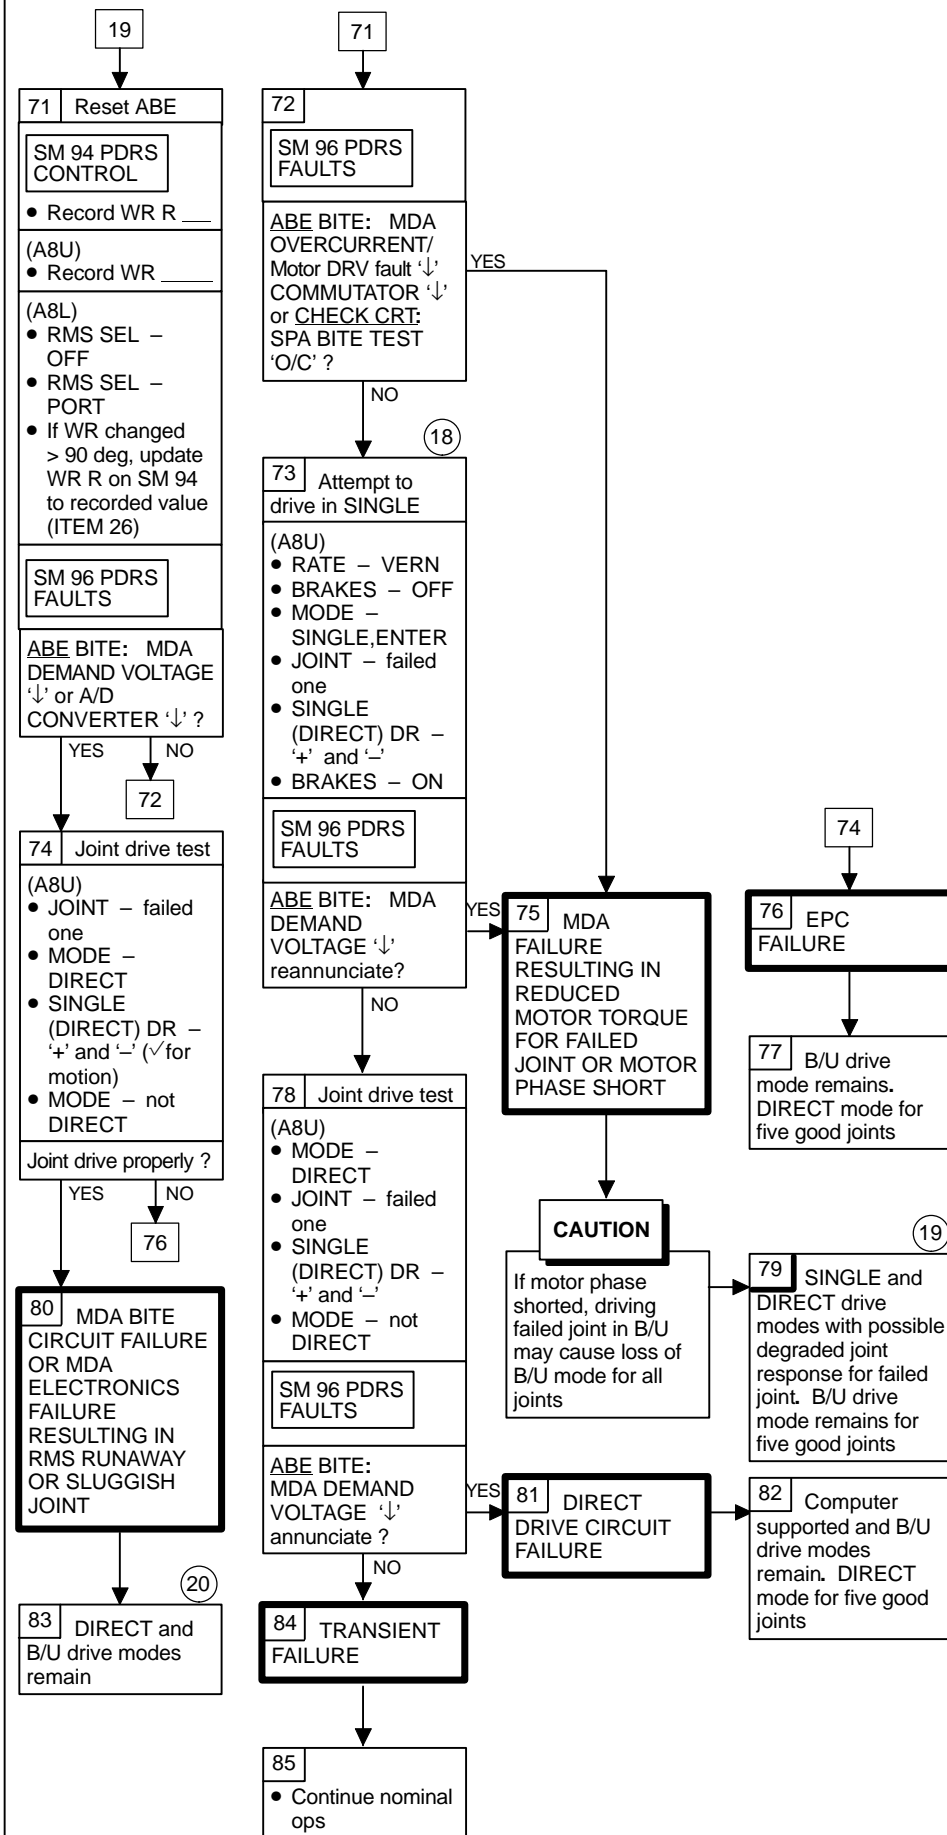 19
71 Reset ABE
SM 94 PDRS
CONTROL
• Record WR R ___
(A8U)
• Record WR _____
(A8L)
• RMS SEL –
OFF
• RMS SEL –
PORT
• If WR changed
> 90 deg, update
WR R on SM 94
to recorded value
(ITEM 26)
SM 96 PDRS
FAULTS
ABE BITE: MDA
DEMAND VOLTAGE
‘↓’ or A/D
CONVERTER ‘↓’ ?
YES NO
72
74 Joint drive test
(A8U)
• JOINT – failed
one
• MODE –
DIRECT
• SINGLE
(DIRECT) DR –
‘+’ and ‘–’ (√for
motion)
• MODE – not
DIRECT
Joint drive properly ?
YES NO
76
80 MDA BITE
CIRCUIT FAILURE
OR MDA
ELECTRONICS
FAILURE
RESULTING IN
RMS RUNAWAY
OR SLUGGISH
JOINT
20
83 DIRECT and
B/U drive modes
remain
71
72
SM 96 PDRS
FAULTS
ABE BITE: MDA
OVERCURRENT/
Motor DRV fault ‘↓’
COMMUTATOR ‘↓’
or CHECK CRT:
SPA BITE TEST
‘O/C’ ?
YES
NO
18
73 Attempt to
drive in SINGLE
(A8U)
• RATE – VERN
• BRAKES – OFF
• MODE –
SINGLE,ENTER
• JOINT – failed
one
• SINGLE
(DIRECT) DR –
‘+’ and ‘–’
• BRAKES – ON
SM 96 PDRS
FAULTS
ABE BITE: MDA
DEMAND
VOLTAGE ‘↓’
reannunciate?
YES
NO
78 Joint drive test
(A8U)
• MODE –
DIRECT
• JOINT – failed
one
• SINGLE
(DIRECT) DR –
‘+’ and ‘–’
• MODE – not
DIRECT
SM 96 PDRS
FAULTS
ABE BITE:
MDA DEMAND
VOLTAGE ‘↓’
annunciate ?
YES
NO
84 TRANSIENT
FAILURE
85
• Continue nominal
ops
75 MDA
FAILURE
RESULTING IN
REDUCED
MOTOR TORQUE
FOR FAILED
JOINT OR MOTOR
PHASE SHORT
CAUTION
If motor phase
shorted, driving
failed joint in B/U
may cause loss of
B/U mode for all
joints
81 DIRECT
DRIVE CIRCUIT
FAILURE
74
76 EPC
FAILURE
77 B/U drive
mode remains.
DIRECT mode for
five good joints
19
79 SINGLE and
DIRECT drive
modes with possible
degraded joint
response for failed
joint. B/U drive
mode remains for
five good joints
82 Computer
supported and B/U
drive modes
remain. DIRECT
mode for five good
joints